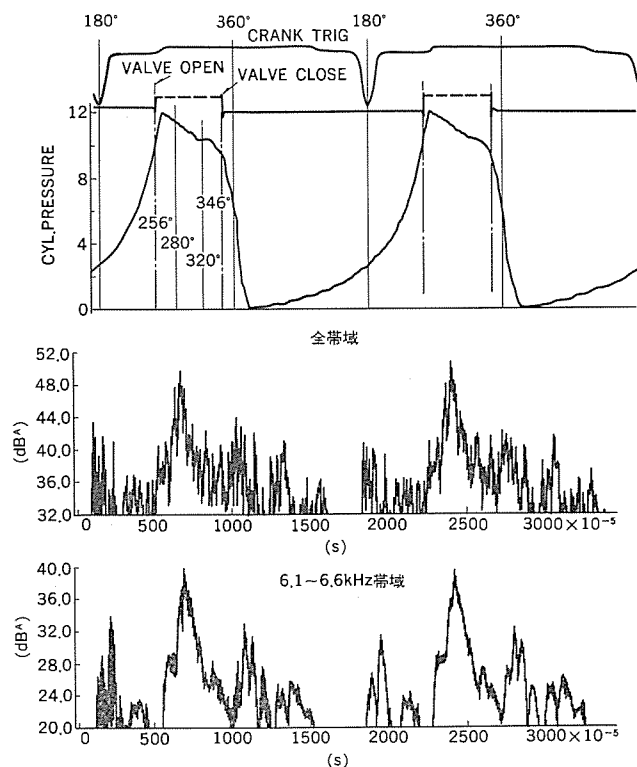 180° 360° 360°
CRANK TRIG
180°
VALVE OPEN
VALVE CLOSE
12
8
4
0
CYL.PRESSURE
256°
280°
320°
346°
全帯域
52.0
48.0
44.0
40.0
36.0
32.0
(dBᴬ)
0 500 1000 1500 2000 2500 3000×10⁻⁵
(s)
6.1～6.6kHz帯域
40.0
36.0
32.0
28.0
24.0
20.0
(dBᴬ)
0 500 1000 1500 2000 2500 3000×10⁻⁵
(s)